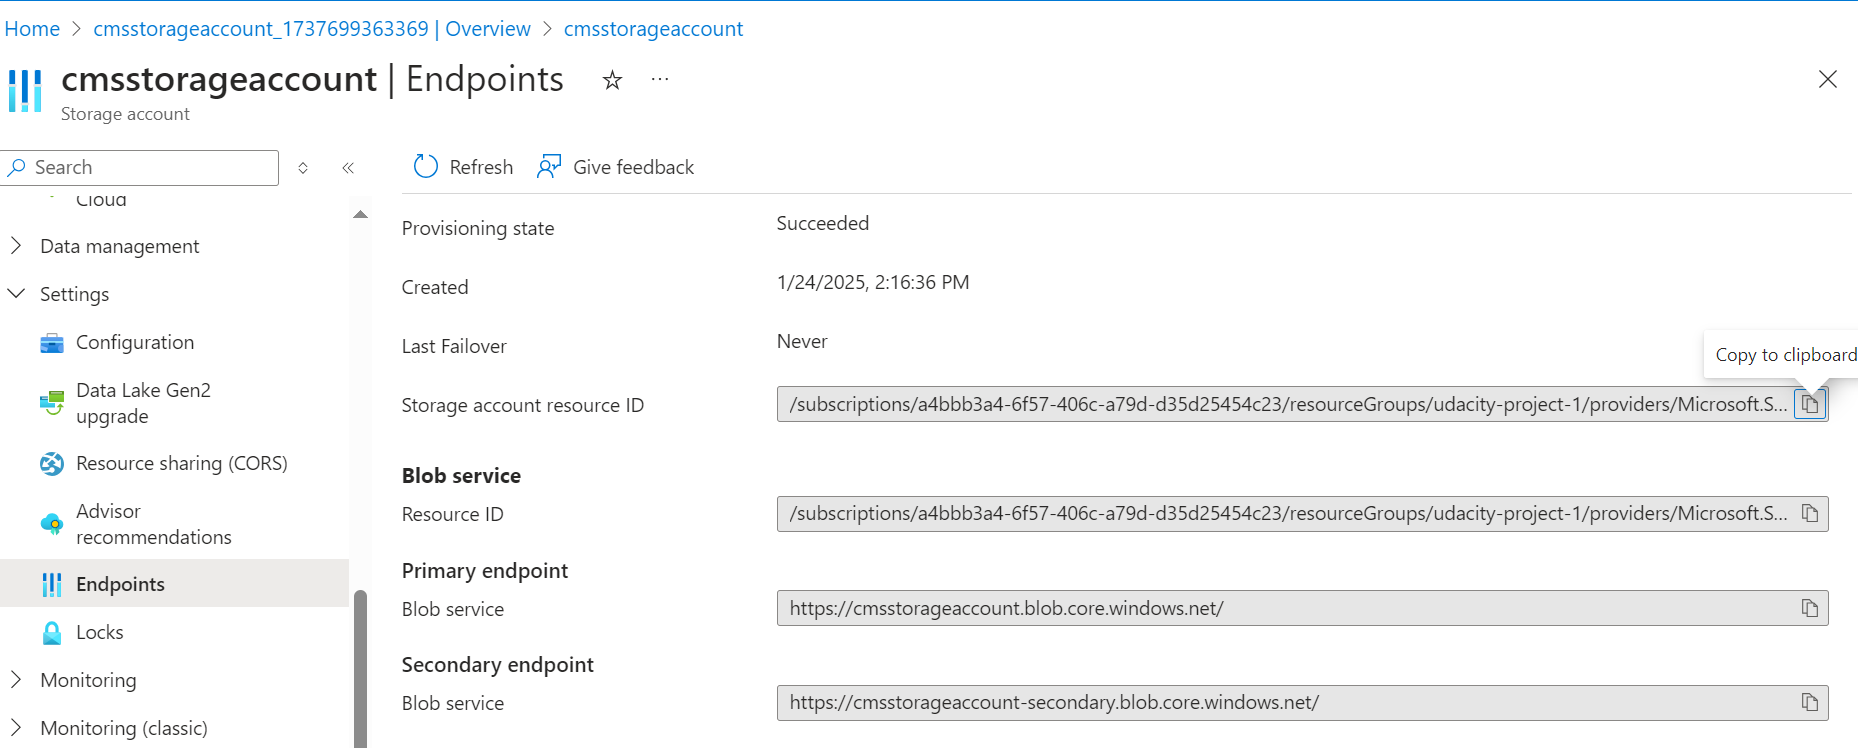 Home > cmsstorageaccount_1737699363369 | Overview > cmsstorageaccount
cmsstorageaccount | Endpoints
Storage account
Search
Refresh
Give feedback
Cloud
Data management
Settings
Configuration
Data Lake Gen2
upgrade
Resource sharing (CORS)
Advisor
recommendations
Endpoints
Locks
Monitoring
Monitoring (classic)
Provisioning state
Succeeded
Created
1/24/2025, 2:16:36 PM
Last Failover
Never
Copy to clipboard
Storage account resource ID
/subscriptions/a4bbb3a4-6f57-406c-a79d-d35d25454c23/resourceGroups/udacity-project-1/providers/Microsoft.S...
Blob service
Resource ID
/subscriptions/a4bbb3a4-6f57-406c-a79d-d35d25454c23/resourceGroups/udacity-project-1/providers/Microsoft.S...
Primary endpoint
Blob service
https://cmsstorageaccount.blob.core.windows.net/
Secondary endpoint
Blob service
https://cmsstorageaccount-secondary.blob.core.windows.net/